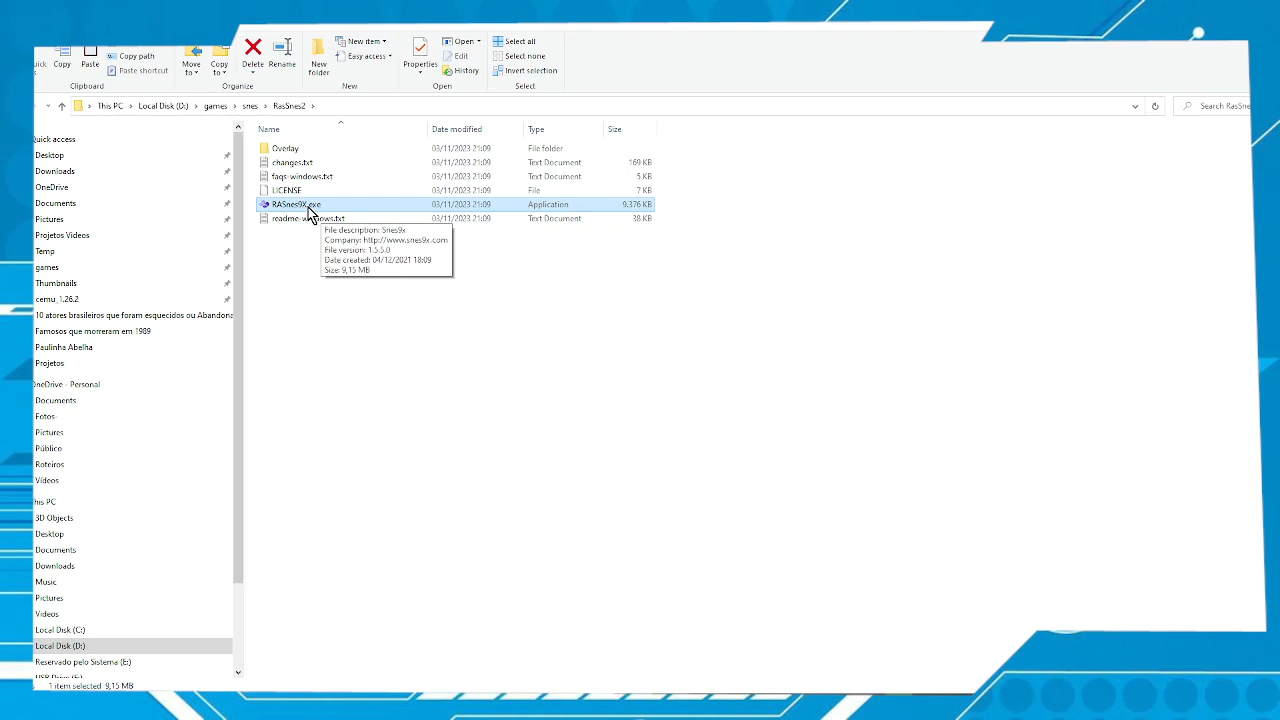 Copy path
New item
Open
Select all
Copy
Paste
Paste shortcut
Move to
Copy to
Delete
Rename
New folder
Easy access
Properties
Edit
History
Select none
Invert selection
Clipboard
Organize
New
Open
Select
This PC > Local Disk (D:) > games > snes > RasSnes2 >
Search RasSne
Name Date modified Type Size
Overlay 03/11/2023 21:09 File folder
changes.txt 03/11/2023 21:09 Text Document 169 KB
faqs-windows.txt 03/11/2023 21:09 Text Document 5 KB
LICENSE 03/11/2023 21:09 File 7 KB
RASnes9X.exe 03/11/2023 21:09 Application 9.376 KB
readme-windows.txt 03/11/2023 21:09 Text Document 38 KB
File description: Snes9x
Company: http://www.snes9x.com
File version: 1.5.5.0
Date created: 04/12/2021 18:09
Size: 9,15 MB
Quick access
Desktop
Downloads
OneDrive
Documents
Pictures
Projetos Videos
Temp
games
Thumbnails
cemu_1.26.2
10 atores brasileiros que foram esquecidos ou Abandona
Famosos que morreram em 1989
Paulinha Abelha
Projetos
OneDrive - Personal
Documents
Fotos-
Pictures
Público
Roteiros
Vídeos
This PC
3D Objects
Desktop
Documents
Downloads
Music
Pictures
Videos
Local Disk (C:)
Local Disk (D:)
Reservado pelo Sistema (E:)
1 item selected 9,15 MB